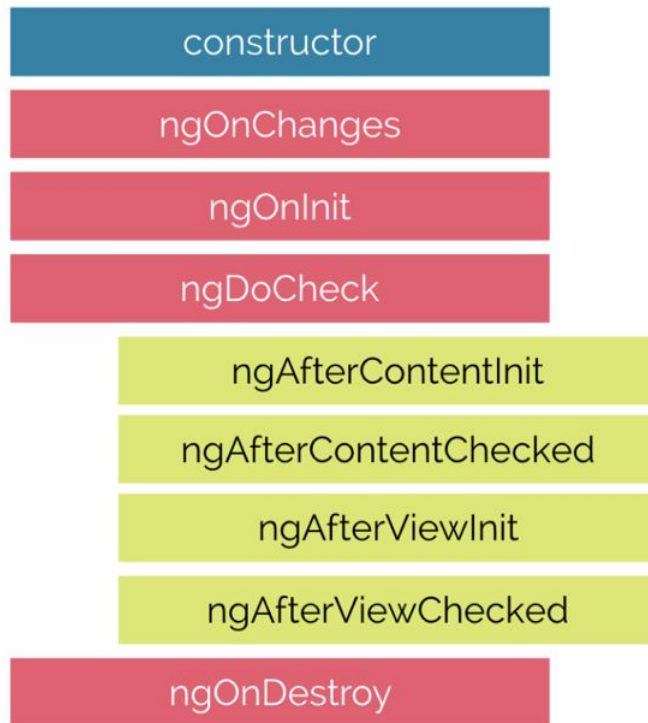 constructor
ngOnChanges
ngOnInit
ngDoCheck
ngAfterContentInit
ngAfterContentChecked
ngAfterViewInit
ngAfterViewChecked
ngOnDestroy